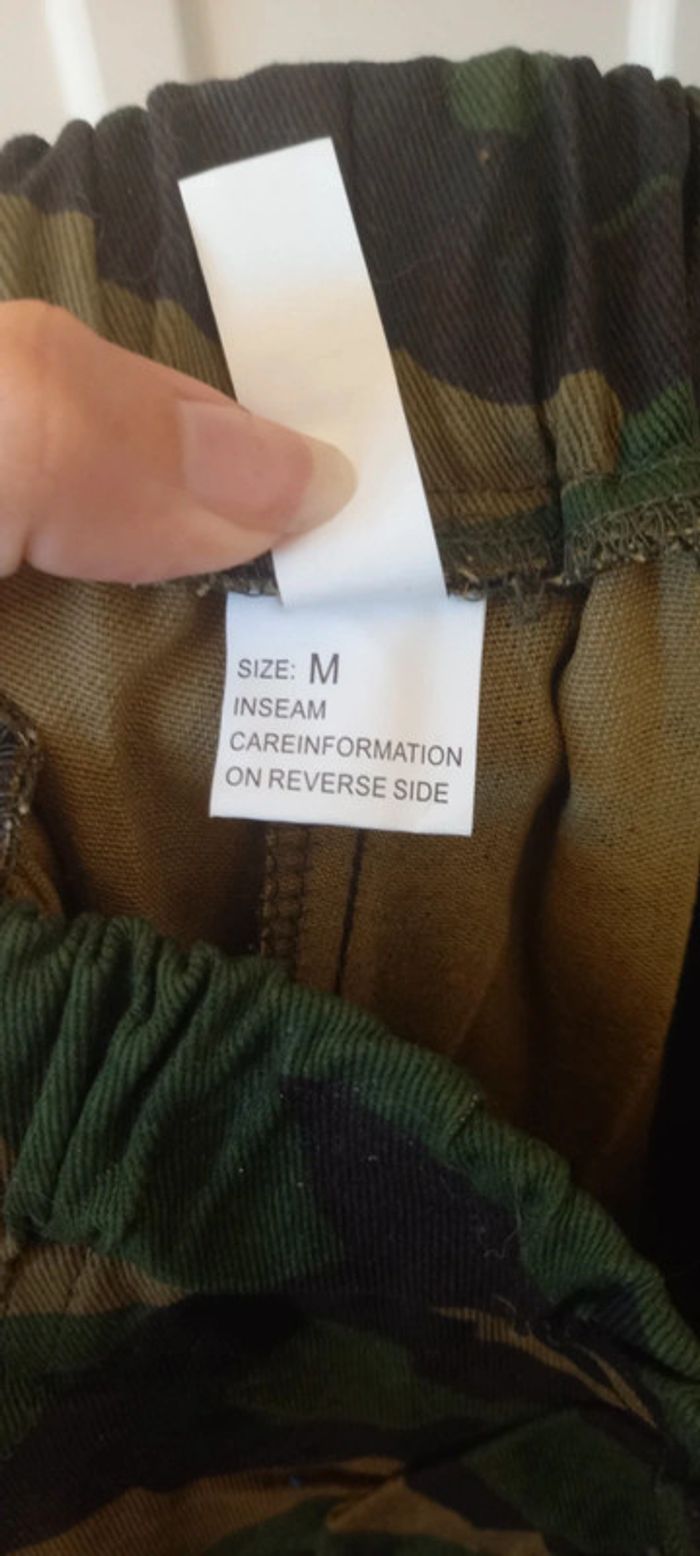 SIZE: M
INSEAM
CAREINFORMATION
ON REVERSE SIDE